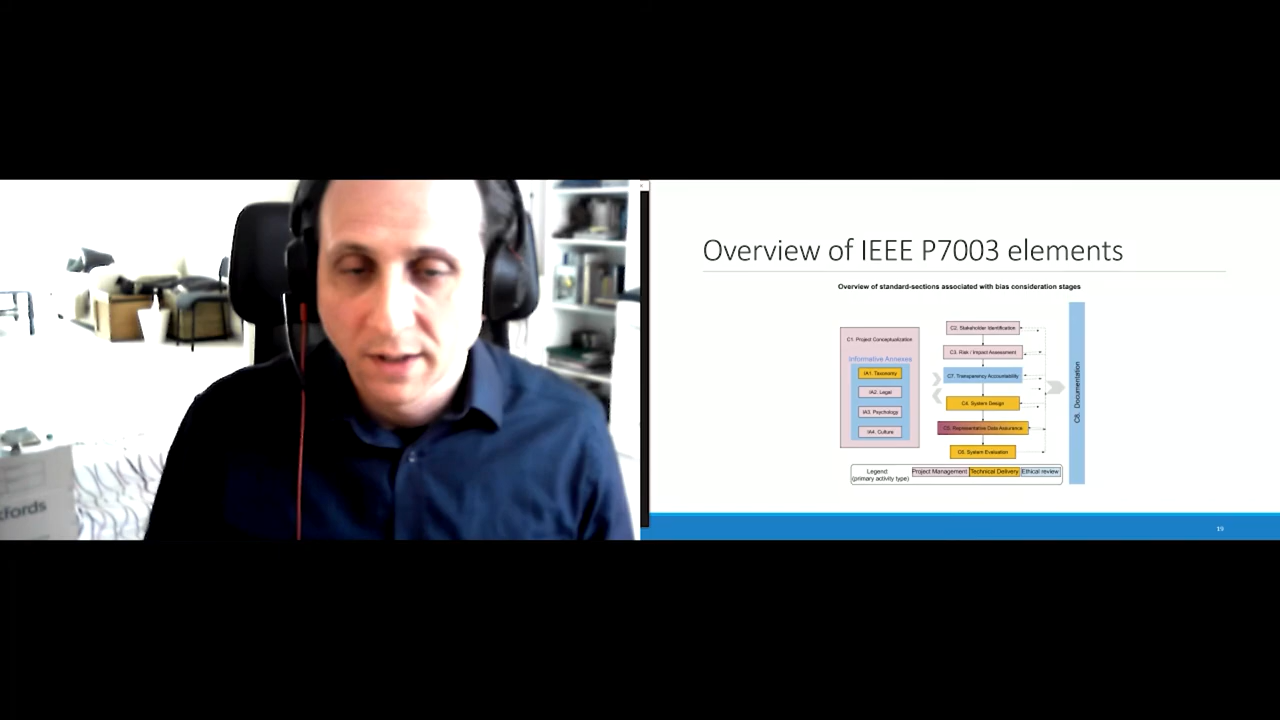 Overview of IEEE P7003 elements
Overview of standard-sections associated with bias consideration stages
C1. Project Conceptualization
Informative Annexes
IA1. Taxonomy
IA2. Legal
IA3. Psychology
IA4. Culture
C2. Stakeholder Identification
C3. Risk / Impact Assessment
C7. Transparency Accountability
C4. System Design
C5. Representative Data Assurance
C6. System Evaluation
C8. Documentation
Legend:
(primary activity type)
Project Management
Technical Delivery
Ethical review
19
kfords